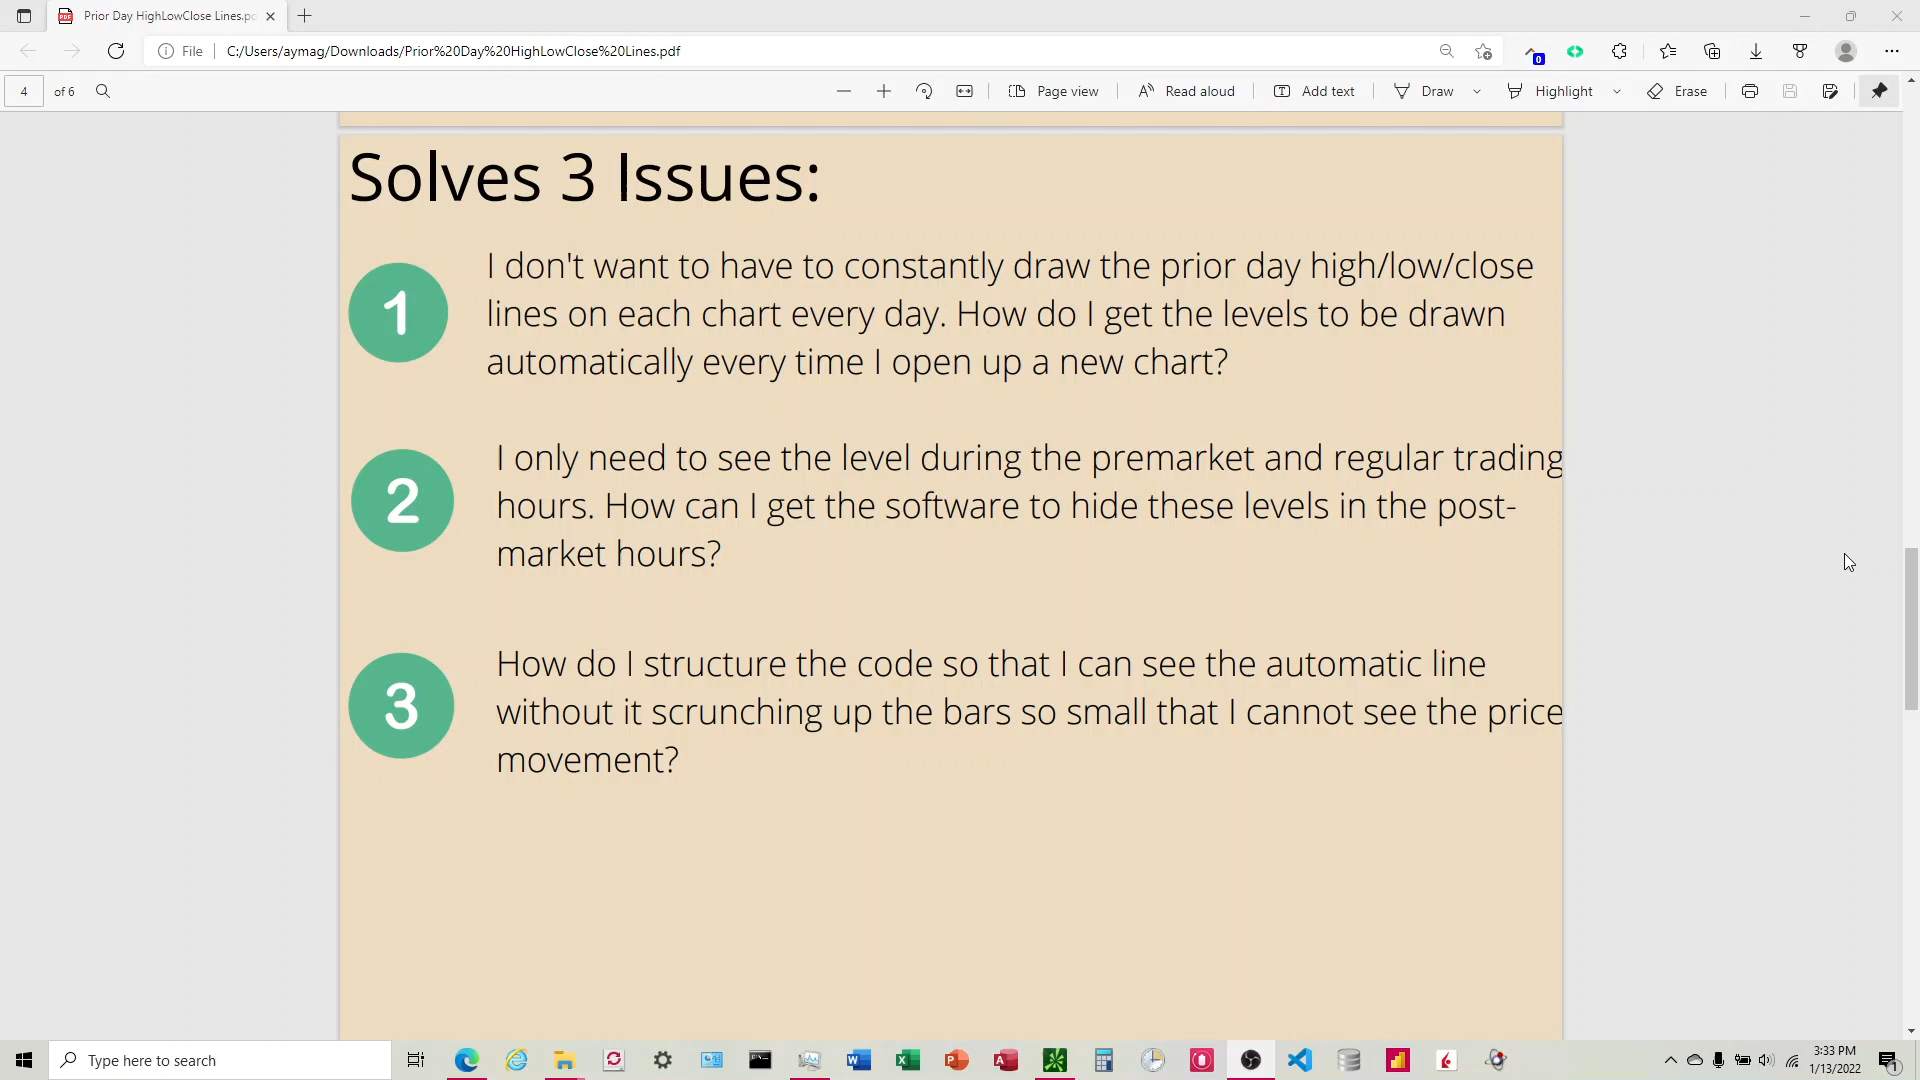 Prior Day HighLowClose Lines.p
File
C:/Users/aymag/Downloads/Prior%20Day%20HighLowClose%20Lines.pdf
0
4
of 6
Page view
Read aloud
Add text
Draw
Highlight
Erase
Solves 3 Issues:
1
I don't want to have to constantly draw the prior day high/low/close
lines on each chart every day. How do I get the levels to be drawn
automatically every time I open up a new chart?
2
I only need to see the level during the premarket and regular trading
hours. How can I get the software to hide these levels in the post-
market hours?
3
How do I structure the code so that I can see the automatic line
without it scrunching up the bars so small that I cannot see the price
movement?
Type here to search
3:33 PM
1/13/2022
1